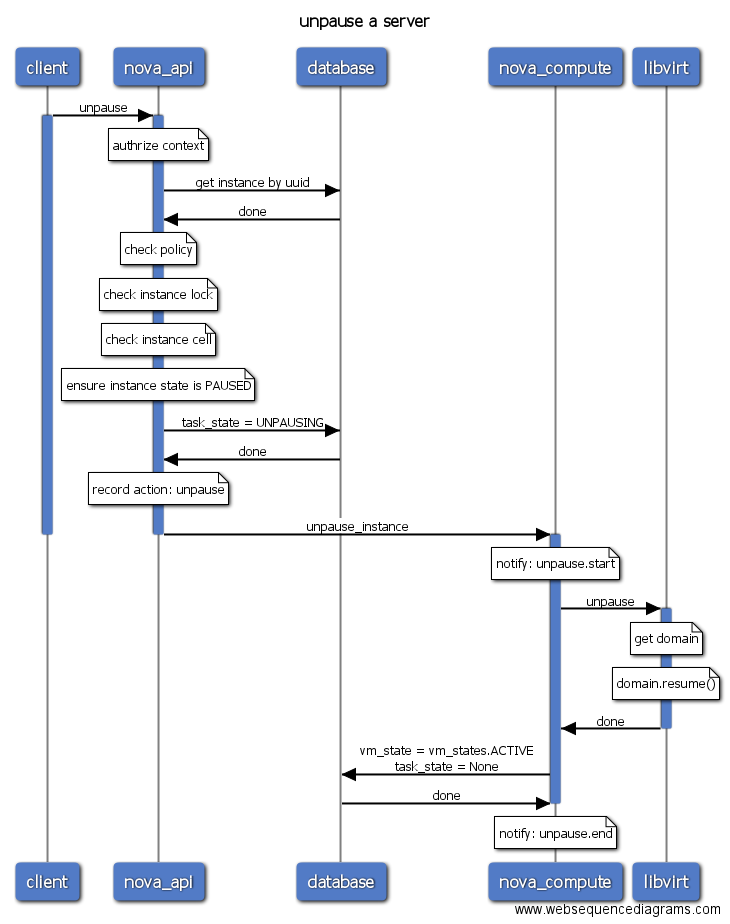 unpause a server
client
nova_api
database
nova_compute
libvirt
unpause
authrize context
get instance by uuid
done
check policy
check instance lock
check instance cell
ensure instance state is PAUSED
task_state = UNPAUSING
done
record action: unpause
unpause_instance
notify: unpause.start
unpause
get domain
domain.resume()
done
vm_state = vm_states.ACTIVE
task_state = None
done
notify: unpause.end
client
nova_api
database
nova_compute
libvirt
www.websequencediagrams.com